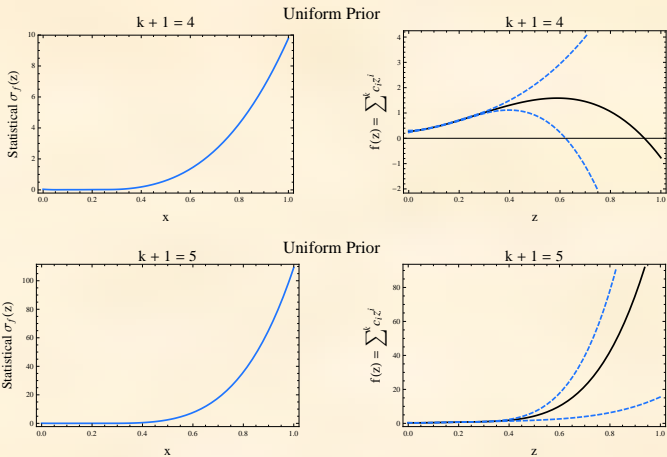 Uniform Prior
k + 1 = 4
Statistical σ_f(z)
10
8
6
4
2
0
0.0 0.2 0.4 0.6 0.8 1.0
x
k + 1 = 4
f(z) = ∑^k c_i z^i
4
3
2
1
0
-1
-2
0.0 0.2 0.4 0.6 0.8 1.0
z
Uniform Prior
k + 1 = 5
Statistical σ_f(z)
100
80
60
40
20
0
0.0 0.2 0.4 0.6 0.8 1.0
x
k + 1 = 5
f(z) = ∑^k c_i z^i
80
60
40
20
0.0 0.2 0.4 0.6 0.8 1.0
z